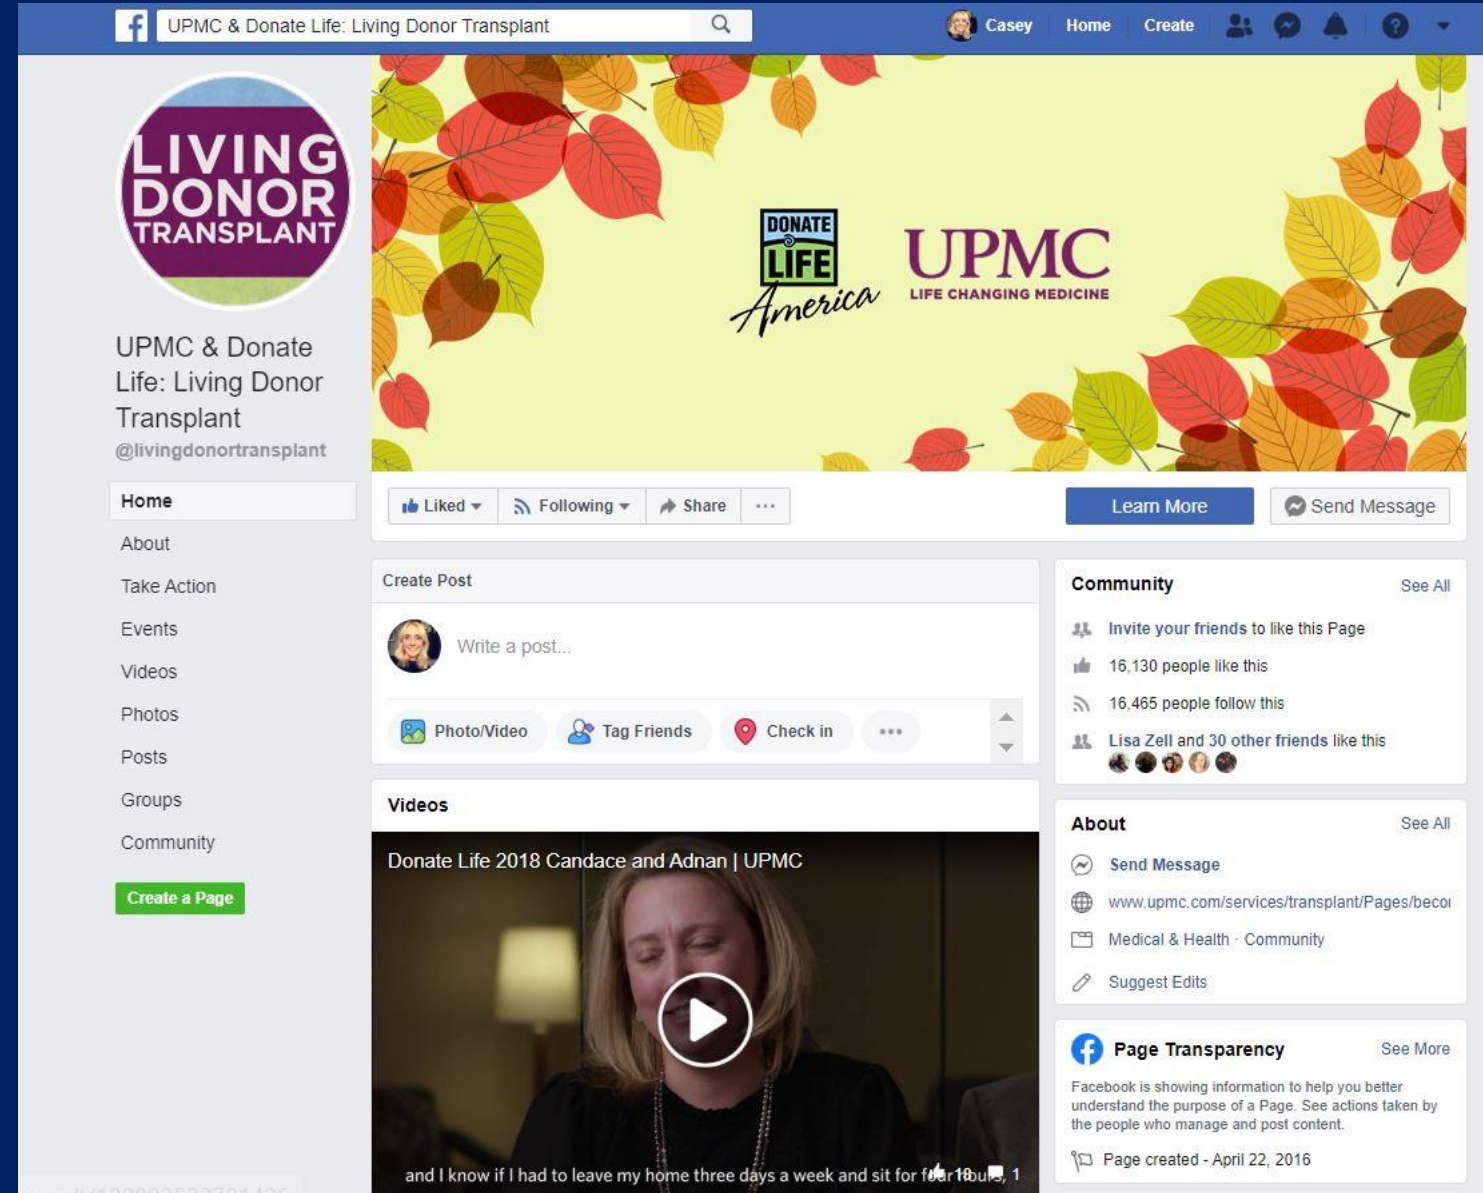 UPMC & Donate Life: Living Donor Transplant
Casey
Home
Create
LIVING
DONOR
TRANSPLANT
DONATE
LIFE
America
UPMC
LIFE CHANGING MEDICINE
UPMC & Donate
Life: Living Donor
Transplant
@livingdonortransplant
Home
About
Take Action
Events
Videos
Photos
Posts
Groups
Community
Create a Page
Liked
Following
Share
Learn More
Send Message
Create Post
Write a post...
Photo/Video
Tag Friends
Check in
Videos
Donate Life 2018 Candace and Adnan | UPMC
and I know if I had to leave my home three days a week and sit for four hours,
18
1
Community
See All
Invite your friends to like this Page
16,130 people like this
16,465 people follow this
Lisa Zell and 30 other friends like this
About
See All
Send Message
www.upmc.com/services/transplant/Pages/becor
Medical & Health · Community
Suggest Edits
Page Transparency
See More
Facebook is showing information to help you better
understand the purpose of a Page. See actions taken by
the people who manage and post content.
Page created - April 22, 2016